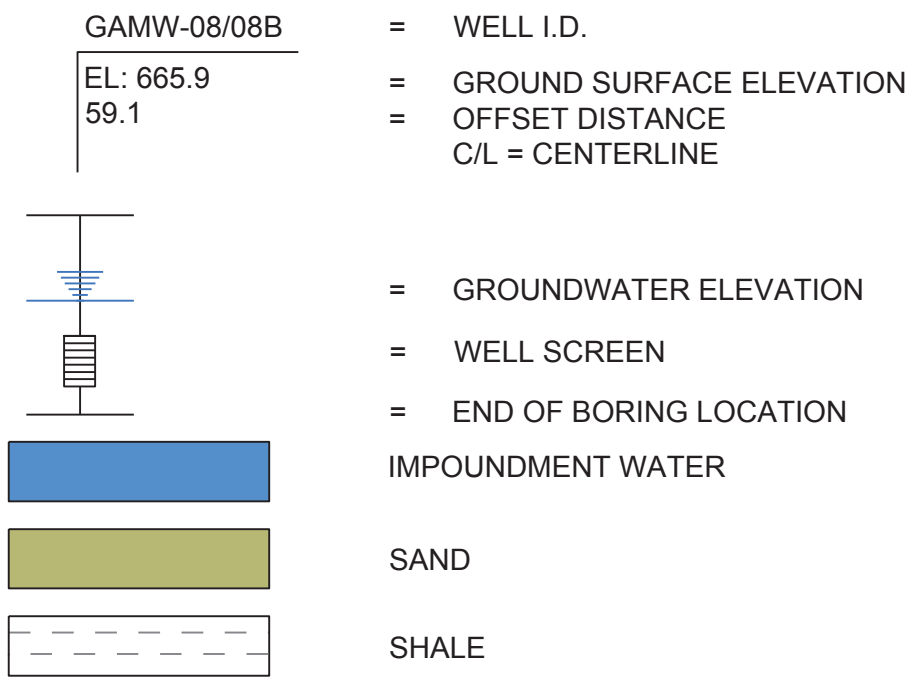 GAMW-08/08B = WELL I.D.
EL: 665.9 = GROUND SURFACE ELEVATION
59.1 = OFFSET DISTANCE
C/L = CENTERLINE
= GROUNDWATER ELEVATION
= WELL SCREEN
= END OF BORING LOCATION
IMPOUNDMENT WATER
SAND
SHALE